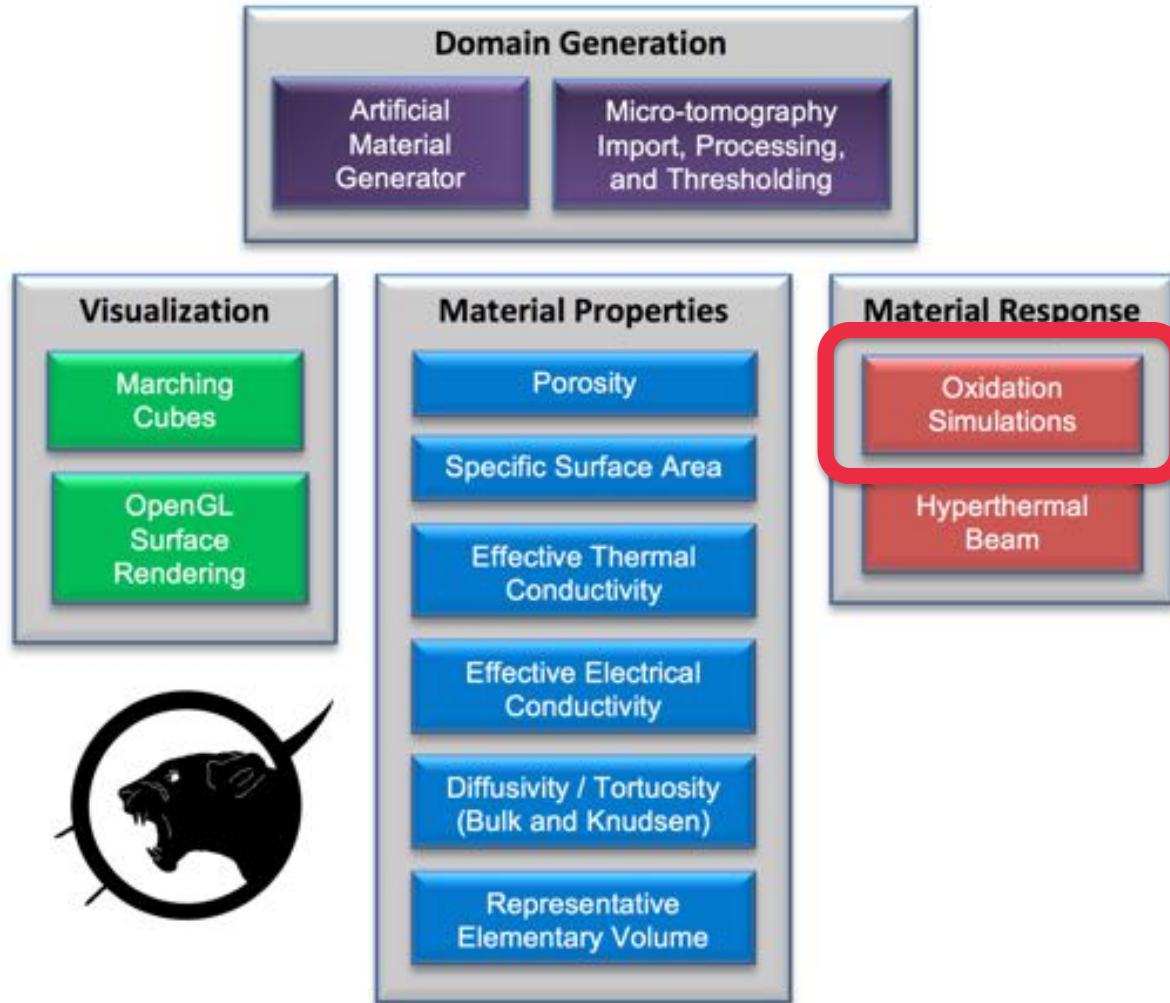 Domain Generation
Artificial
Material
Generator
Micro-tomography
Import, Processing,
and Thresholding
Visualization
Marching
Cubes
OpenGL
Surface
Rendering
Material Properties
Porosity
Specific Surface Area
Effective Thermal
Conductivity
Effective Electrical
Conductivity
Diffusivity / Tortuosity
(Bulk and Knudsen)
Representative
Elementary Volume
Material Response
Oxidation
Simulations
Hyperthermal
Beam